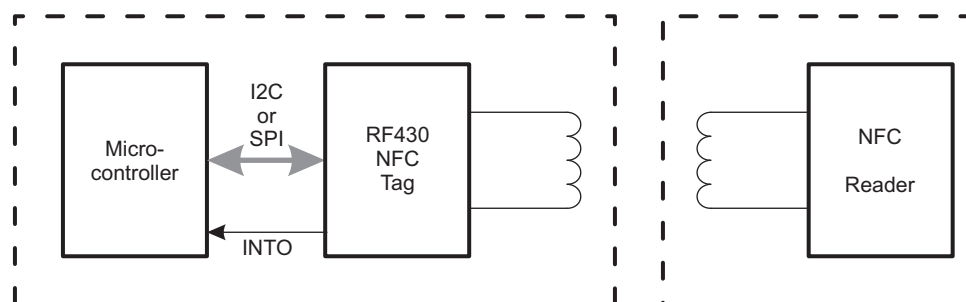 Micro-
controller
I2C
or
SPI
INTO
RF430
NFC
Tag
NFC
Reader